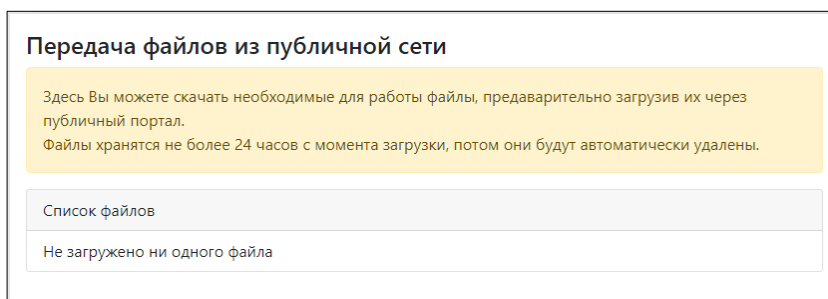 Передача файлов из публичной сети
Здесь Вы можете скачать необходимые для работы файлы, предаварительно загрузив их через
публичный портал.
Файлы хранятся не более 24 часов с момента загрузки, потом они будут автоматически удалены.
Список файлов
Не загружено ни одного файла